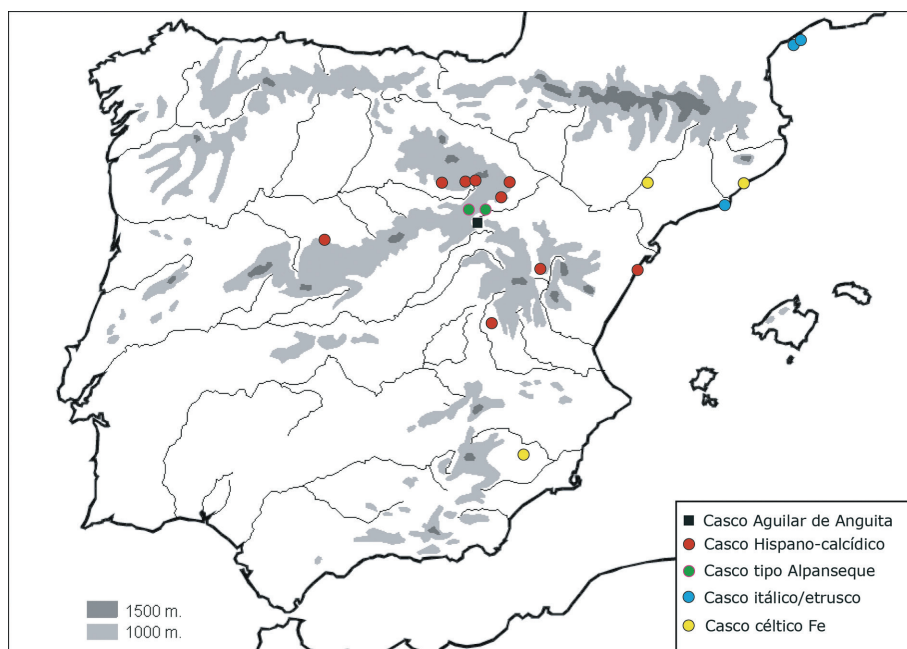 Casco Aguilar de Anguita
Casco Hispano-calcídico
Casco tipo Alpanseque
Casco itálico/etrusco
Casco céltico Fe
1500 m.
1000 m.